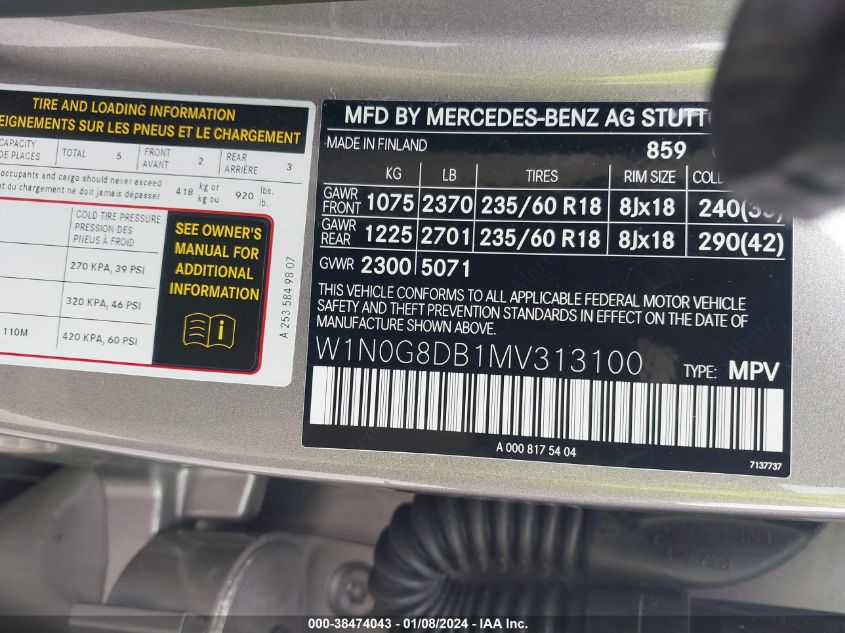 TIRE AND LOADING INFORMATION
EIGNEMENTS SUR LES PNEUS ET LE CHARGEMENT
CAPACITY TOTAL 5 FRONT 2 REAR 3
DE PLACES AVANT ARRIÈRE
occupants and cargo should never exceed 418 kg or 920 lbs.
du chargement ne doit jamais dépasser kg ou lb.
COLD TIRE PRESSURE
PRESSION DES
PNEUS À FROID
270 KPA, 39 PSI
320 KPA, 46 PSI
110M 420 KPA, 60 PSI
SEE OWNER'S
MANUAL FOR
ADDITIONAL
INFORMATION
A 253 584 98 07
MFD BY MERCEDES-BENZ AG STUTT
MADE IN FINLAND 859
KG LB TIRES RIM SIZE COL
GAWR FRONT 1075 2370 235/60 R18 8Jx18 240
GAWR REAR 1225 2701 235/60 R18 8Jx18 290(42)
GVWR 2300 5071
THIS VEHICLE CONFORMS TO ALL APPLICABLE FEDERAL MOTOR VEHICLE
SAFETY AND THEFT PREVENTION STANDARDS IN EFFECT ON THE DATE OF
MANUFACTURE SHOWN ABOVE.
W1N0G8DB1MV313100 TYPE: MPV
A 000 817 54 04
7137737
000-38474043 - 01/08/2024 - IAA Inc.